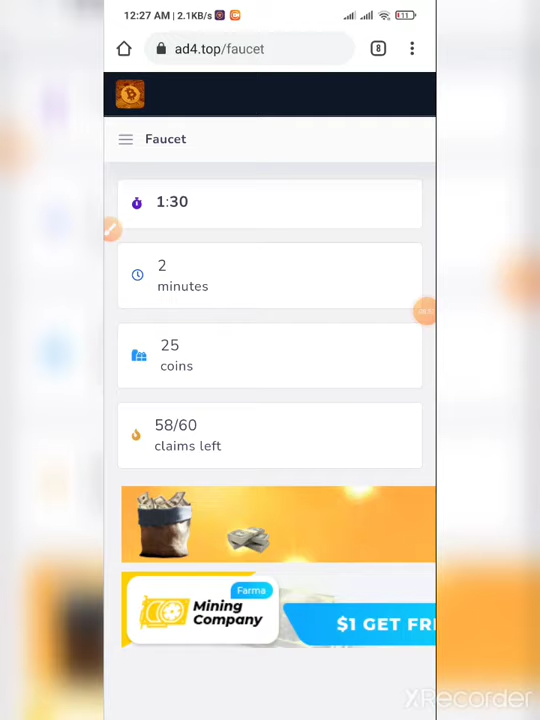 12:27 AM | 2.1KB/s
11
ad4.top/faucet
8
Faucet
1:30
2
minutes
25
coins
58/60
claims left
Farma
Mining
Company
$1 GET FR
XRecorder